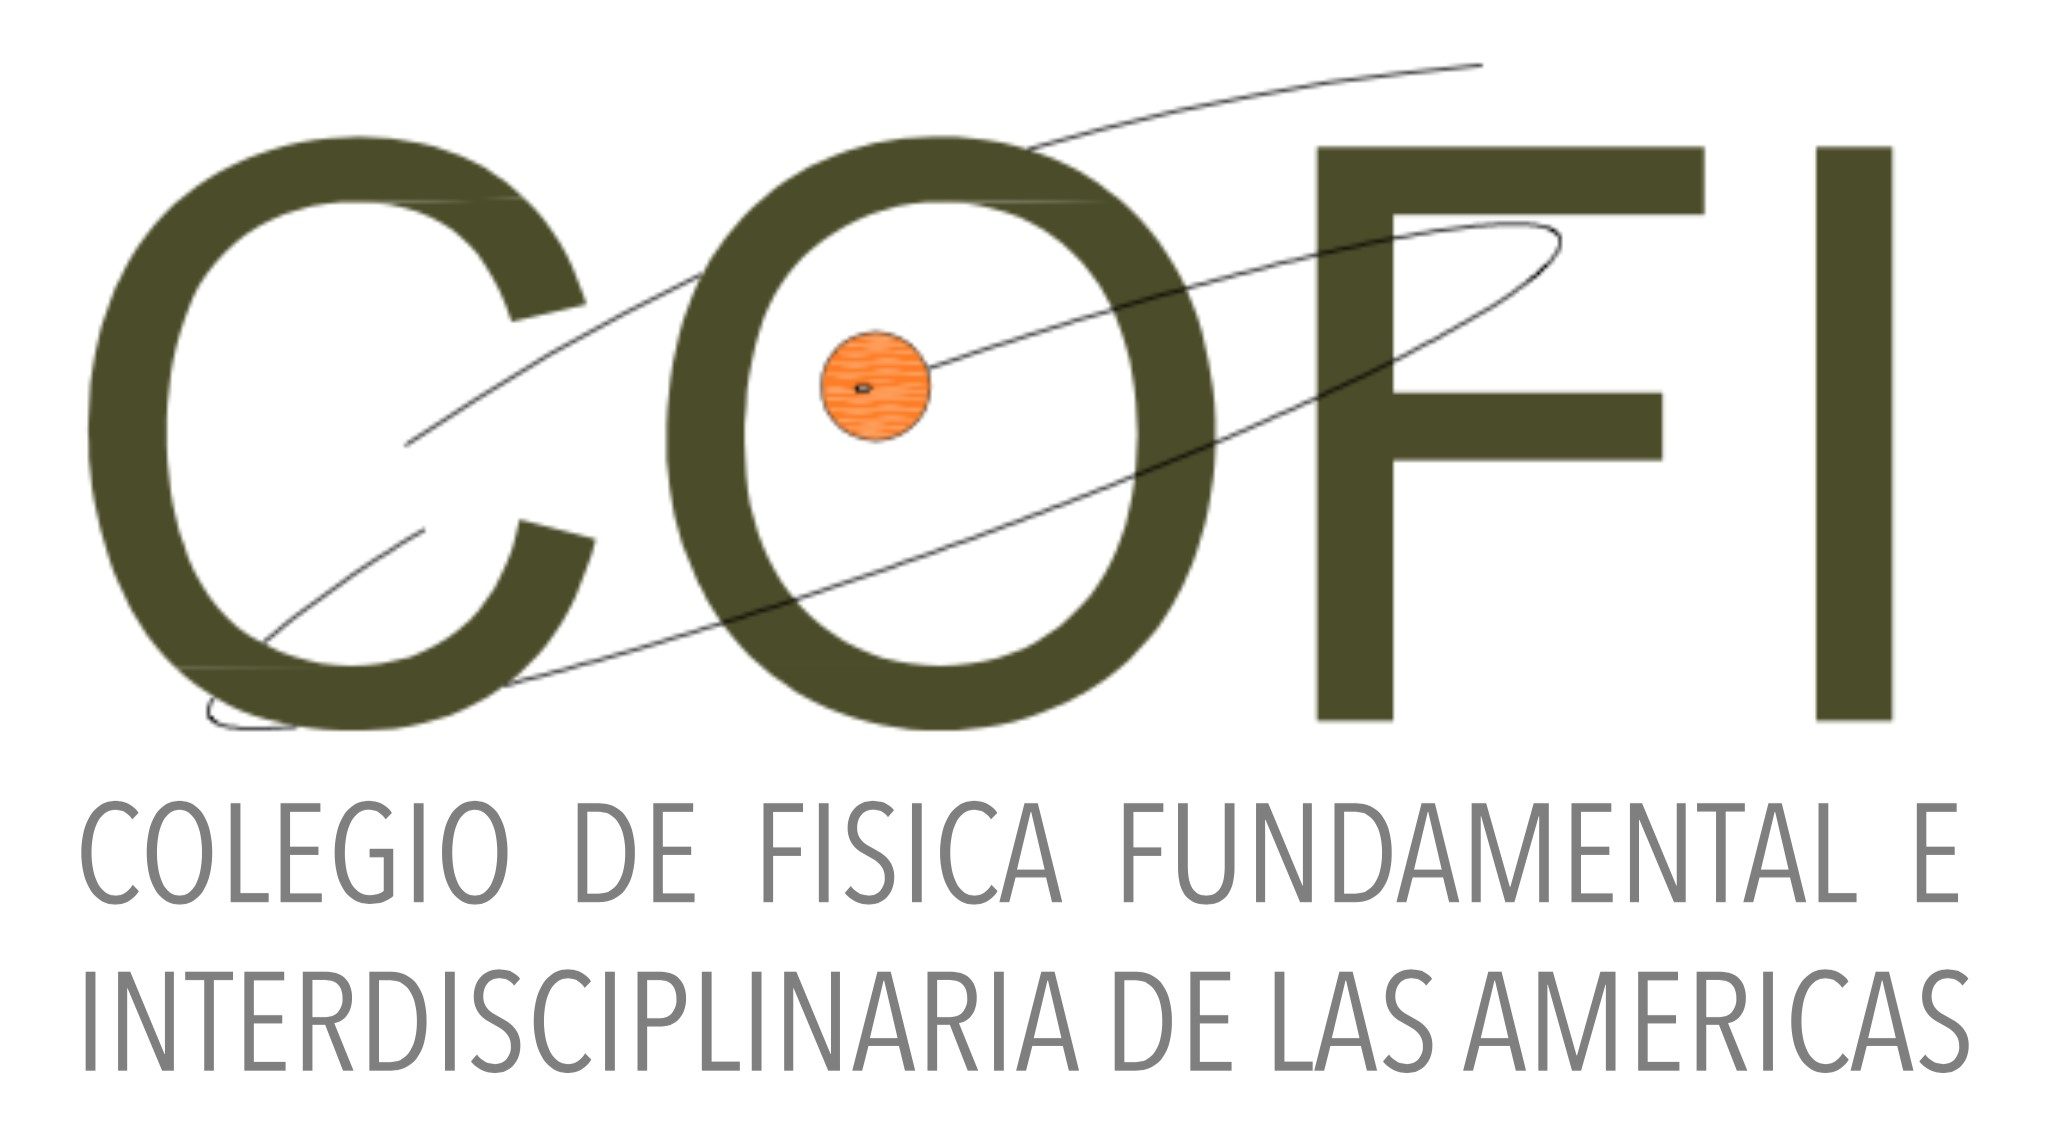 COFI
COLEGIO DE FISICA FUNDAMENTAL E
INTERDISCIPLINARIA DE LAS AMERICAS